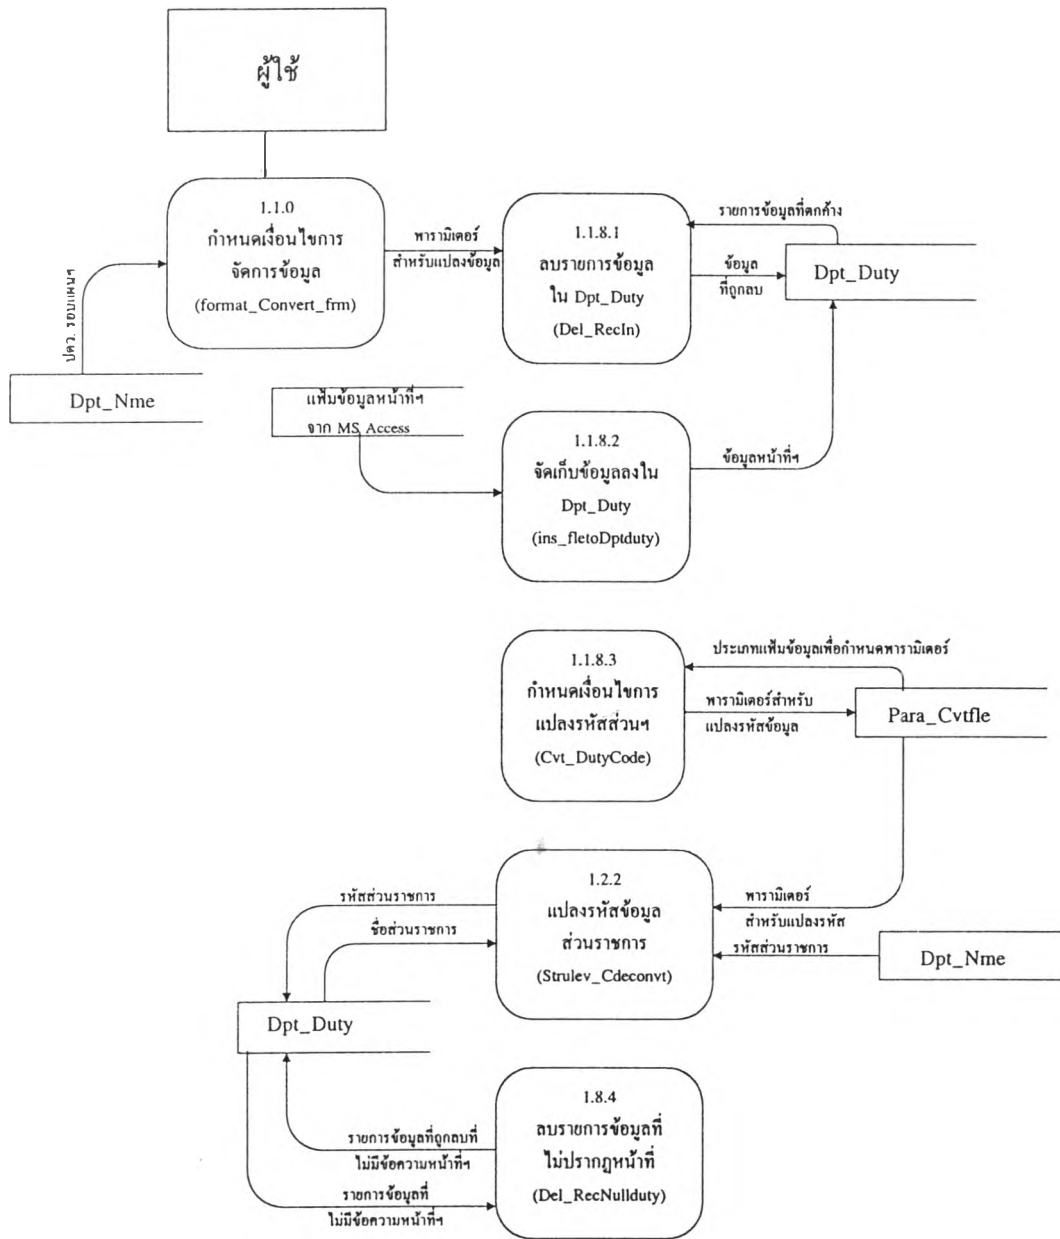 ผู้ใช้
1.1.0
กำหนดเงื่อนไขการ
จัดการข้อมูล
(format_Convert_frm)
พารามิเตอร์
สำหรับแปลงข้อมูล
1.1.8.1
ลบรายการข้อมูล
ใน Dpt_Duty
(Del_RecIn)
รายการข้อมูลที่ตกค้าง
ข้อมูล
ที่ถูกลบ
Dpt_Duty
ปดว. รอบแผนฯ
Dpt_Nme
แฟ้มข้อมูลหน้าที่ฯ
จาก MS Access
1.1.8.2
จัดเก็บข้อมูลลงใน
Dpt_Duty
(ins_fletoDptduty)
ข้อมูลหน้าที่ฯ
1.1.8.3
กำหนดเงื่อนไขการ
แปลงรหัสส่วนฯ
(Cvt_DutyCode)
ประเภทแฟ้มข้อมูลเพื่อกำหนดพารามิเตอร์
พารามิเตอร์สำหรับ
แปลงรหัสข้อมูล
Para_Cvtfle
1.2.2
แปลงรหัสข้อมูล
ส่วนราชการ
(Strulev_Cdeconvt)
รหัสส่วนราชการ
ชื่อส่วนราชการ
พารามิเตอร์
สำหรับแปลงรหัส
รหัสส่วนราชการ
Dpt_Nme
Dpt_Duty
1.8.4
ลบรายการข้อมูลที่
ไม่ปรากฏหน้าที่
(Del_RecNullduty)
รายการข้อมูลที่ถูกลบที่
ไม่มีข้อความหน้าที่ฯ
รายการข้อมูลที่
ไม่มีข้อความหน้าที่ฯ